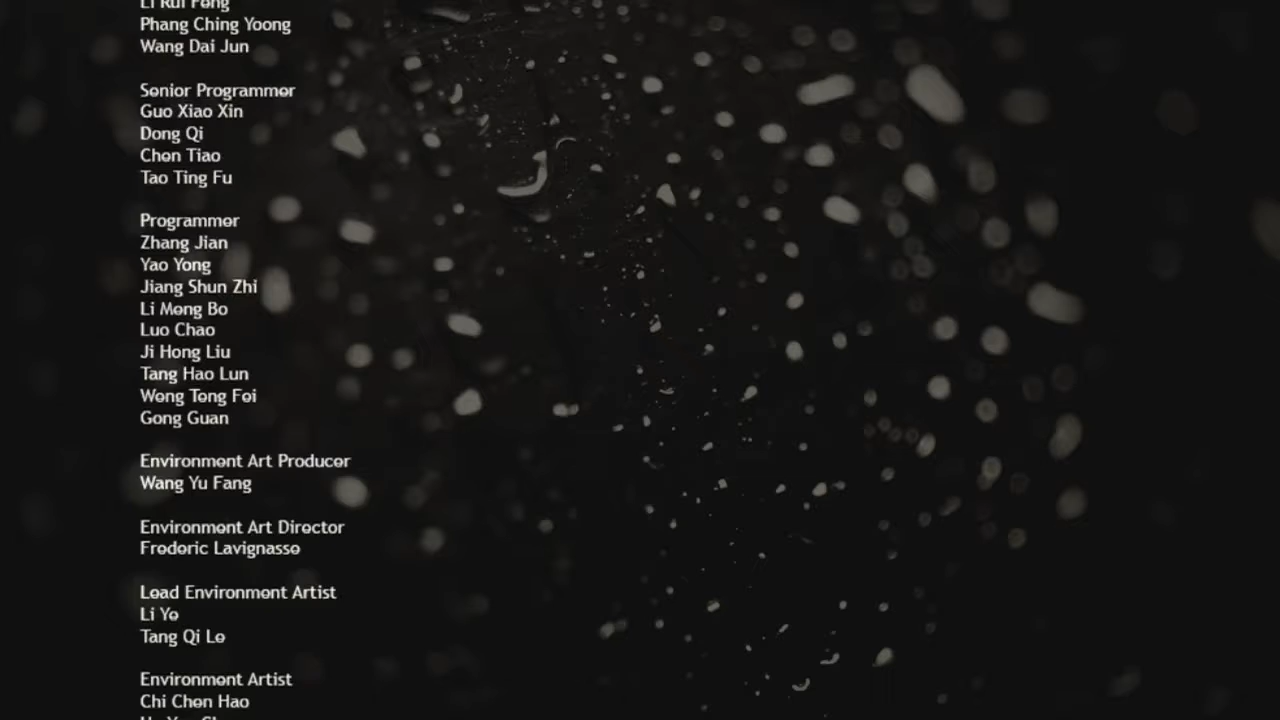 Li Rui Feng
Phang Ching Yoong
Wang Dai Jun
Senior Programmer
Guo Xiao Xin
Dong Qi
Chen Tiao
Tao Ting Fu
Programmer
Zhang Jian
Yao Yong
Jiang Shun Zhi
Li Meng Bo
Luo Chao
Ji Hong Liu
Tang Hao Lun
Weng Teng Fei
Gong Guan
Environment Art Producer
Wang Yu Fang
Environment Art Director
Frederic Lavignasse
Lead Environment Artist
Li Ye
Tang Qi Le
Environment Artist
Chi Chen Hao